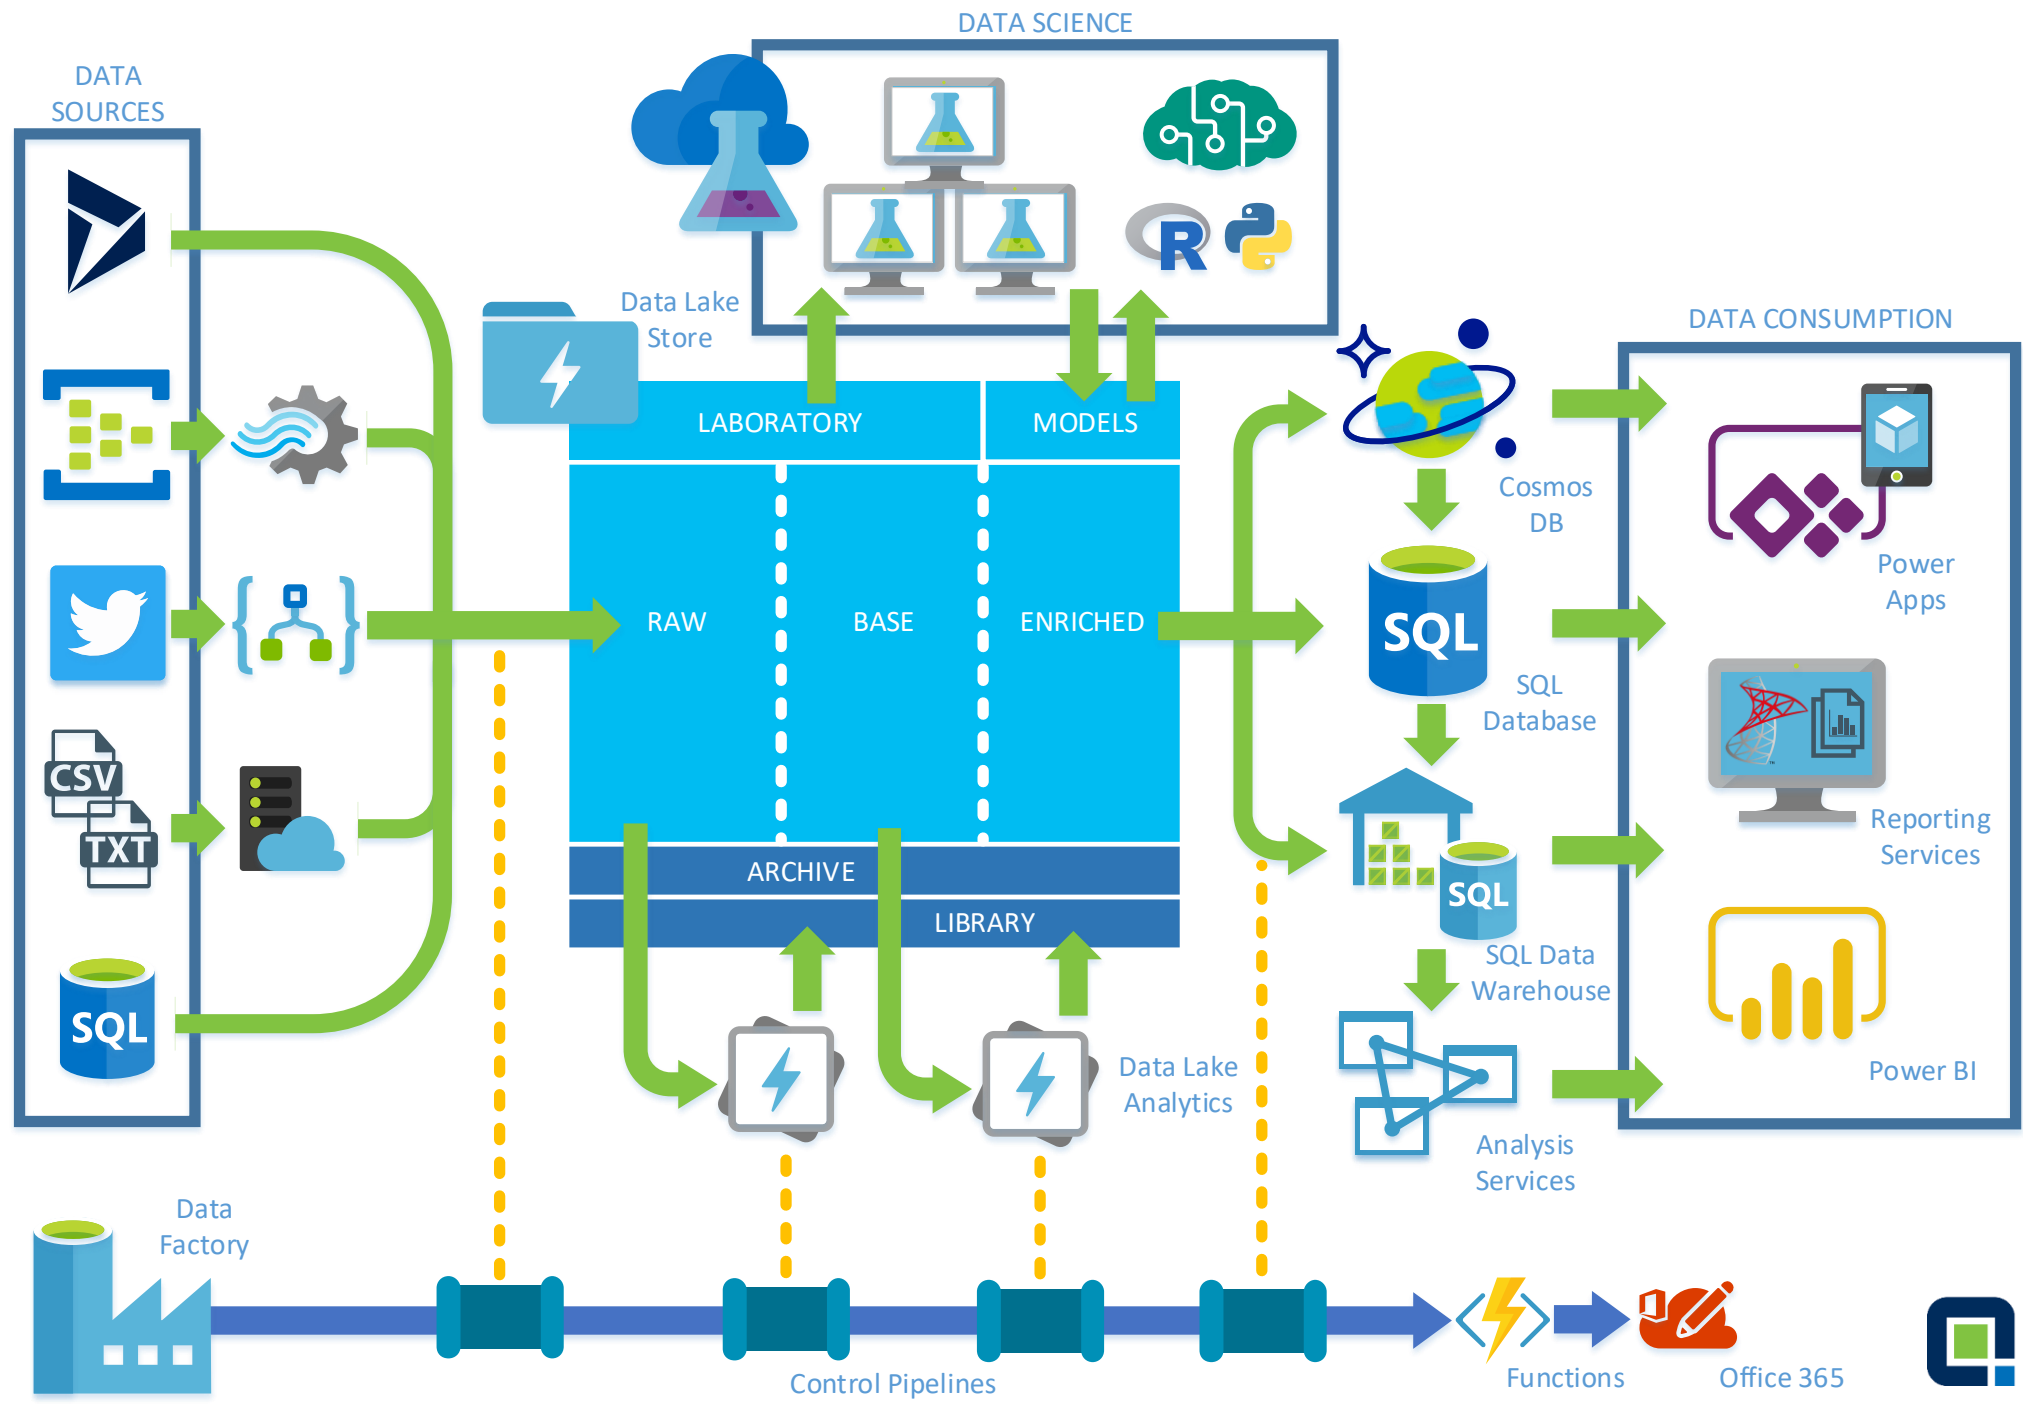 DATA SCIENCE
DATA
SOURCES
Data Lake
Store
R
DATA CONSUMPTION
LABORATORY
MODELS
Cosmos
DB
Power
Apps
RAW
BASE
ENRICHED
SQL
SQL
Database
CSV
TXT
Reporting
Services
ARCHIVE
LIBRARY
SQL
SQL Data
Warehouse
SQL
Data Lake
Analytics
Power BI
Analysis
Services
Data
Factory
Control Pipelines
Functions
Office 365